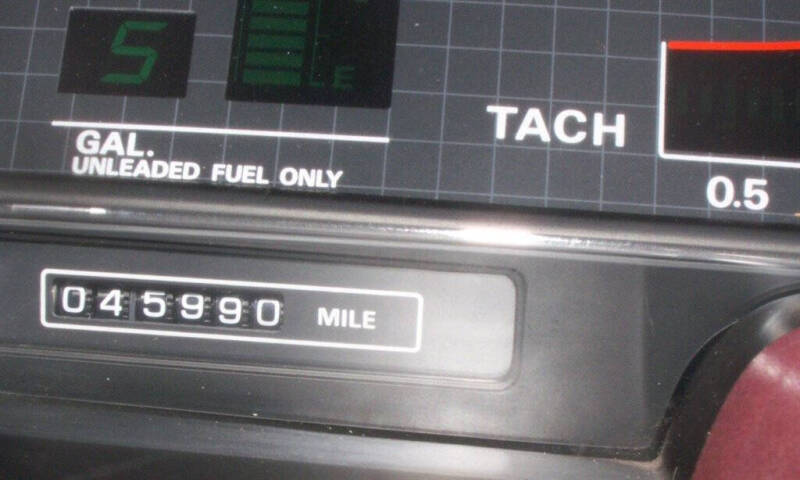 5
E
GAL.
UNLEADED FUEL ONLY
TACH
0.5
045990 MILE